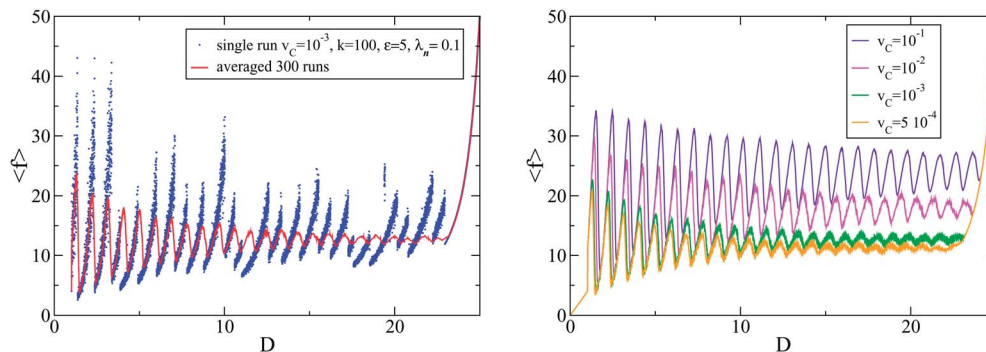 50
40
30
20
10
0
<f>
0
10
20
D
single run v_C=10^-3, k=100, ε=5, λ_n= 0.1
averaged 300 runs
50
40
30
20
10
0
<f>
0
10
20
D
v_C=10^-1
v_C=10^-2
v_C=10^-3
v_C=5 10^-4